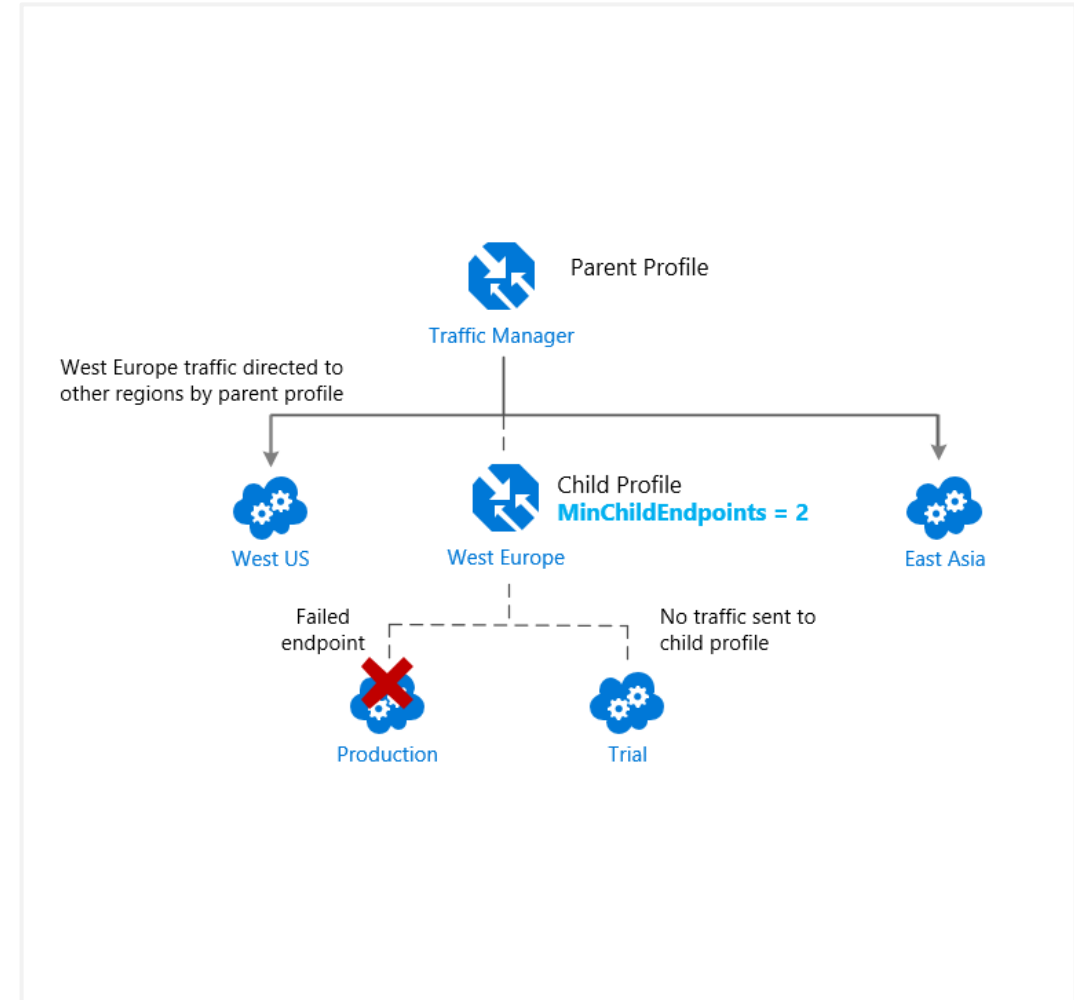 Parent Profile
Traffic Manager
West Europe traffic directed to
other regions by parent profile
Child Profile
MinChildEndpoints = 2
West US
West Europe
East Asia
Failed
endpoint
No traffic sent to
child profile
Production
Trial